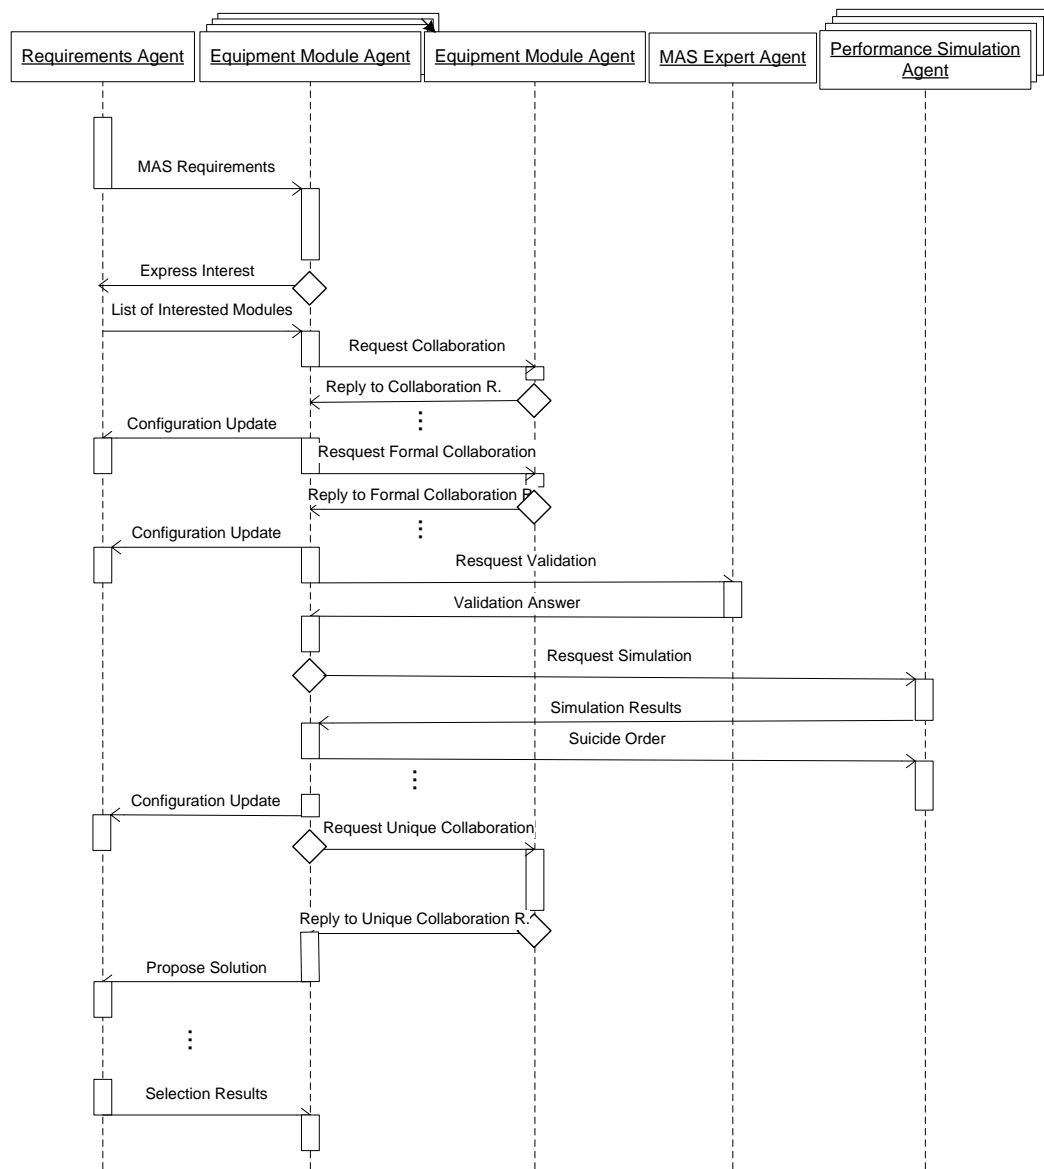 Requirements Agent
Equipment Module Agent
Equipment Module Agent
MAS Expert Agent
Performance Simulation
Agent
MAS Requirements
Express Interest
List of Interested Modules
Request Collaboration
Reply to Collaboration R.
Configuration Update
Resquest Formal Collaboration
Reply to Formal Collaboration R
Configuration Update
Resquest Validation
Validation Answer
Resquest Simulation
Simulation Results
Suicide Order
Configuration Update
Request Unique Collaboration
Reply to Unique Collaboration R.
Propose Solution
Selection Results